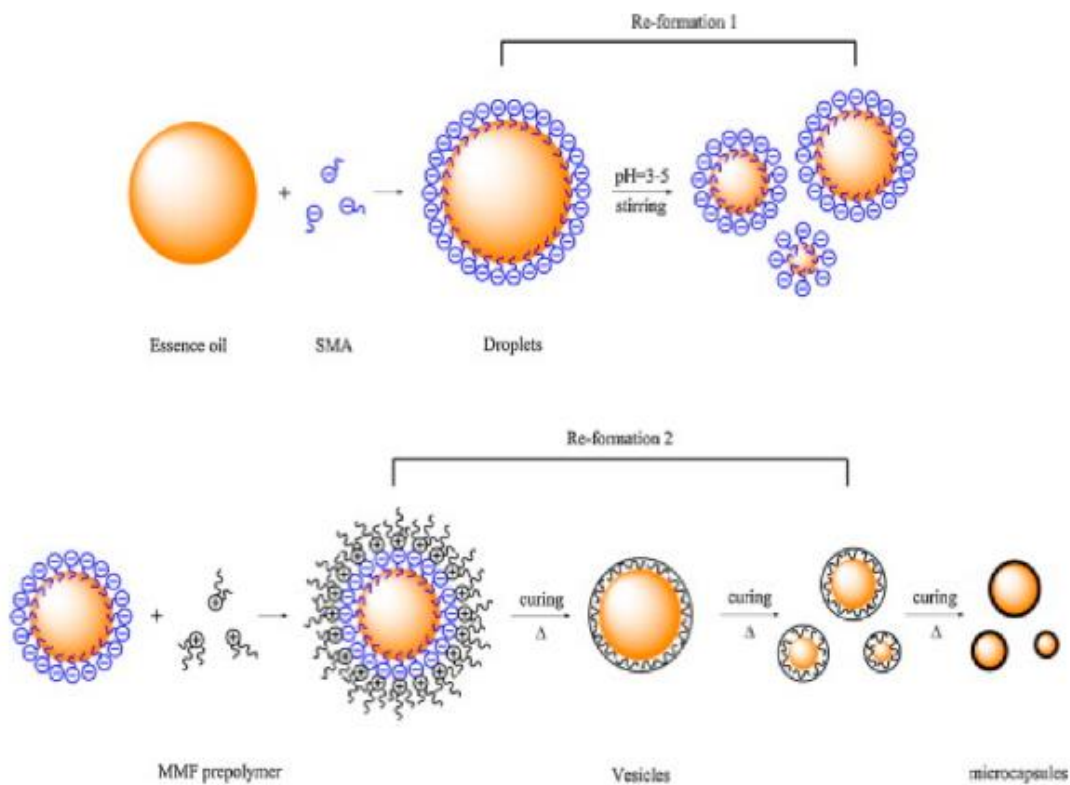 Re-formation 1
+
pH=3-5
stirring
Essence oil
SMA
Droplets
Re-formation 2
+
curing
Δ
curing
Δ
curing
Δ
MMF prepolymer
Vesicles
microcapsules